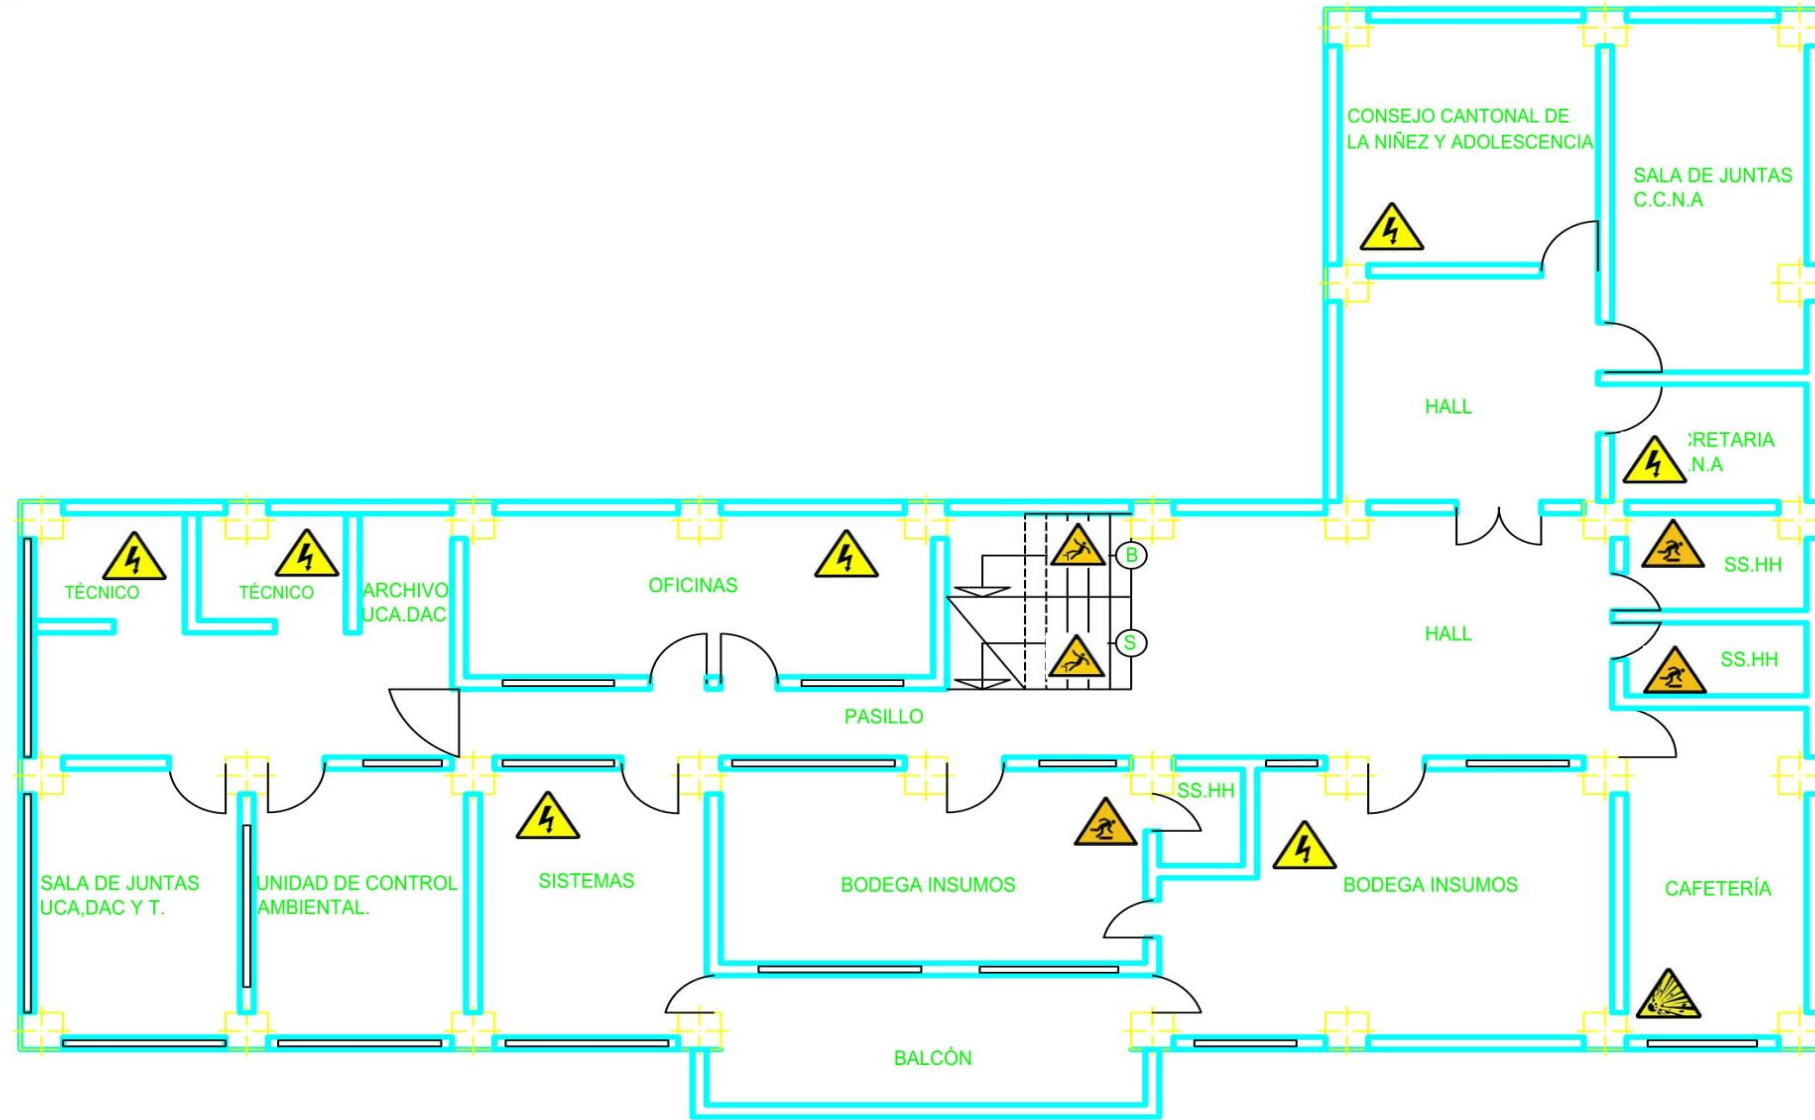 CONSEJO CANTONAL DE
LA NIÑEZ Y ADOLESCENCIA
SALA DE JUNTAS
C.C.N.A
HALL
CRETARIA
.N.A
TÉCNICO
TÉCNICO
ARCHIVO
UCA.DAC
OFICINAS
B
S
HALL
SS.HH
SS.HH
PASILLO
SS.HH
SALA DE JUNTAS
UCA,DAC Y T.
UNIDAD DE CONTROL
AMBIENTAL.
SISTEMAS
BODEGA INSUMOS
BODEGA INSUMOS
CAFETERÍA
BALCÓN